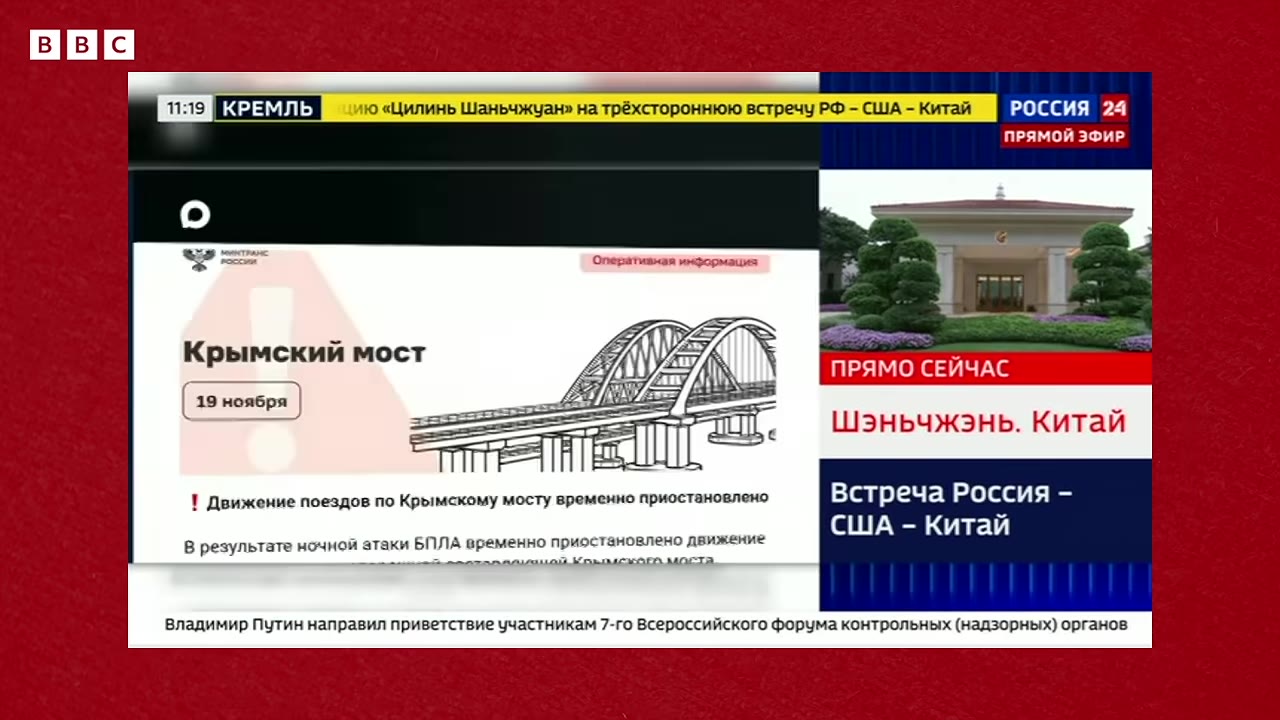 BBC
11:19 КРЕМЛЬ «Цилинь Шаньчжуан» на трёхстороннюю встречу РФ – США – Китай РОССИЯ 24
ПРЯМОЙ ЭФИР
МИНТРАНС
РОССИИ
Оперативная информация
Крымский мост
19 ноября
! Движение поездов по Крымскому мосту временно приостановлено
В результате ночной атаки БПЛА временно приостановлено движение
Крымского моста
ПРЯМО СЕЙЧАС
Шэньчжэнь. Китай
Встреча Россия –
США – Китай
Владимир Путин направил приветствие участникам 7-го Всероссийского форума контрольных (надзорных) органов